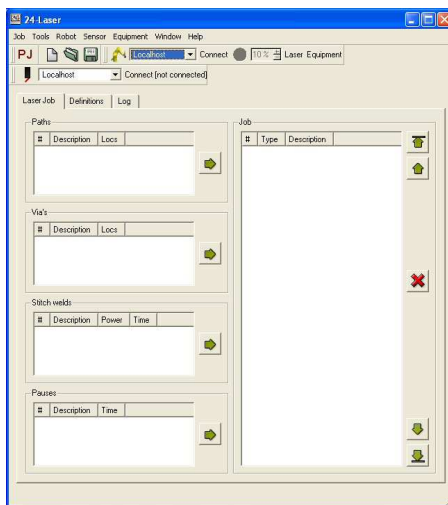 24-Laser
Job Tools Robot Sensor Equipment Window Help
PJ Localhost Connect 10 % Laser Equipment
Localhost Connect (not connected)
Laser Job Definitions Log
Paths
# Description Locs
Via's
# Description Locs
Stitch welds
# Description Power Time
Pauses
# Description Time
Job
# Type Description